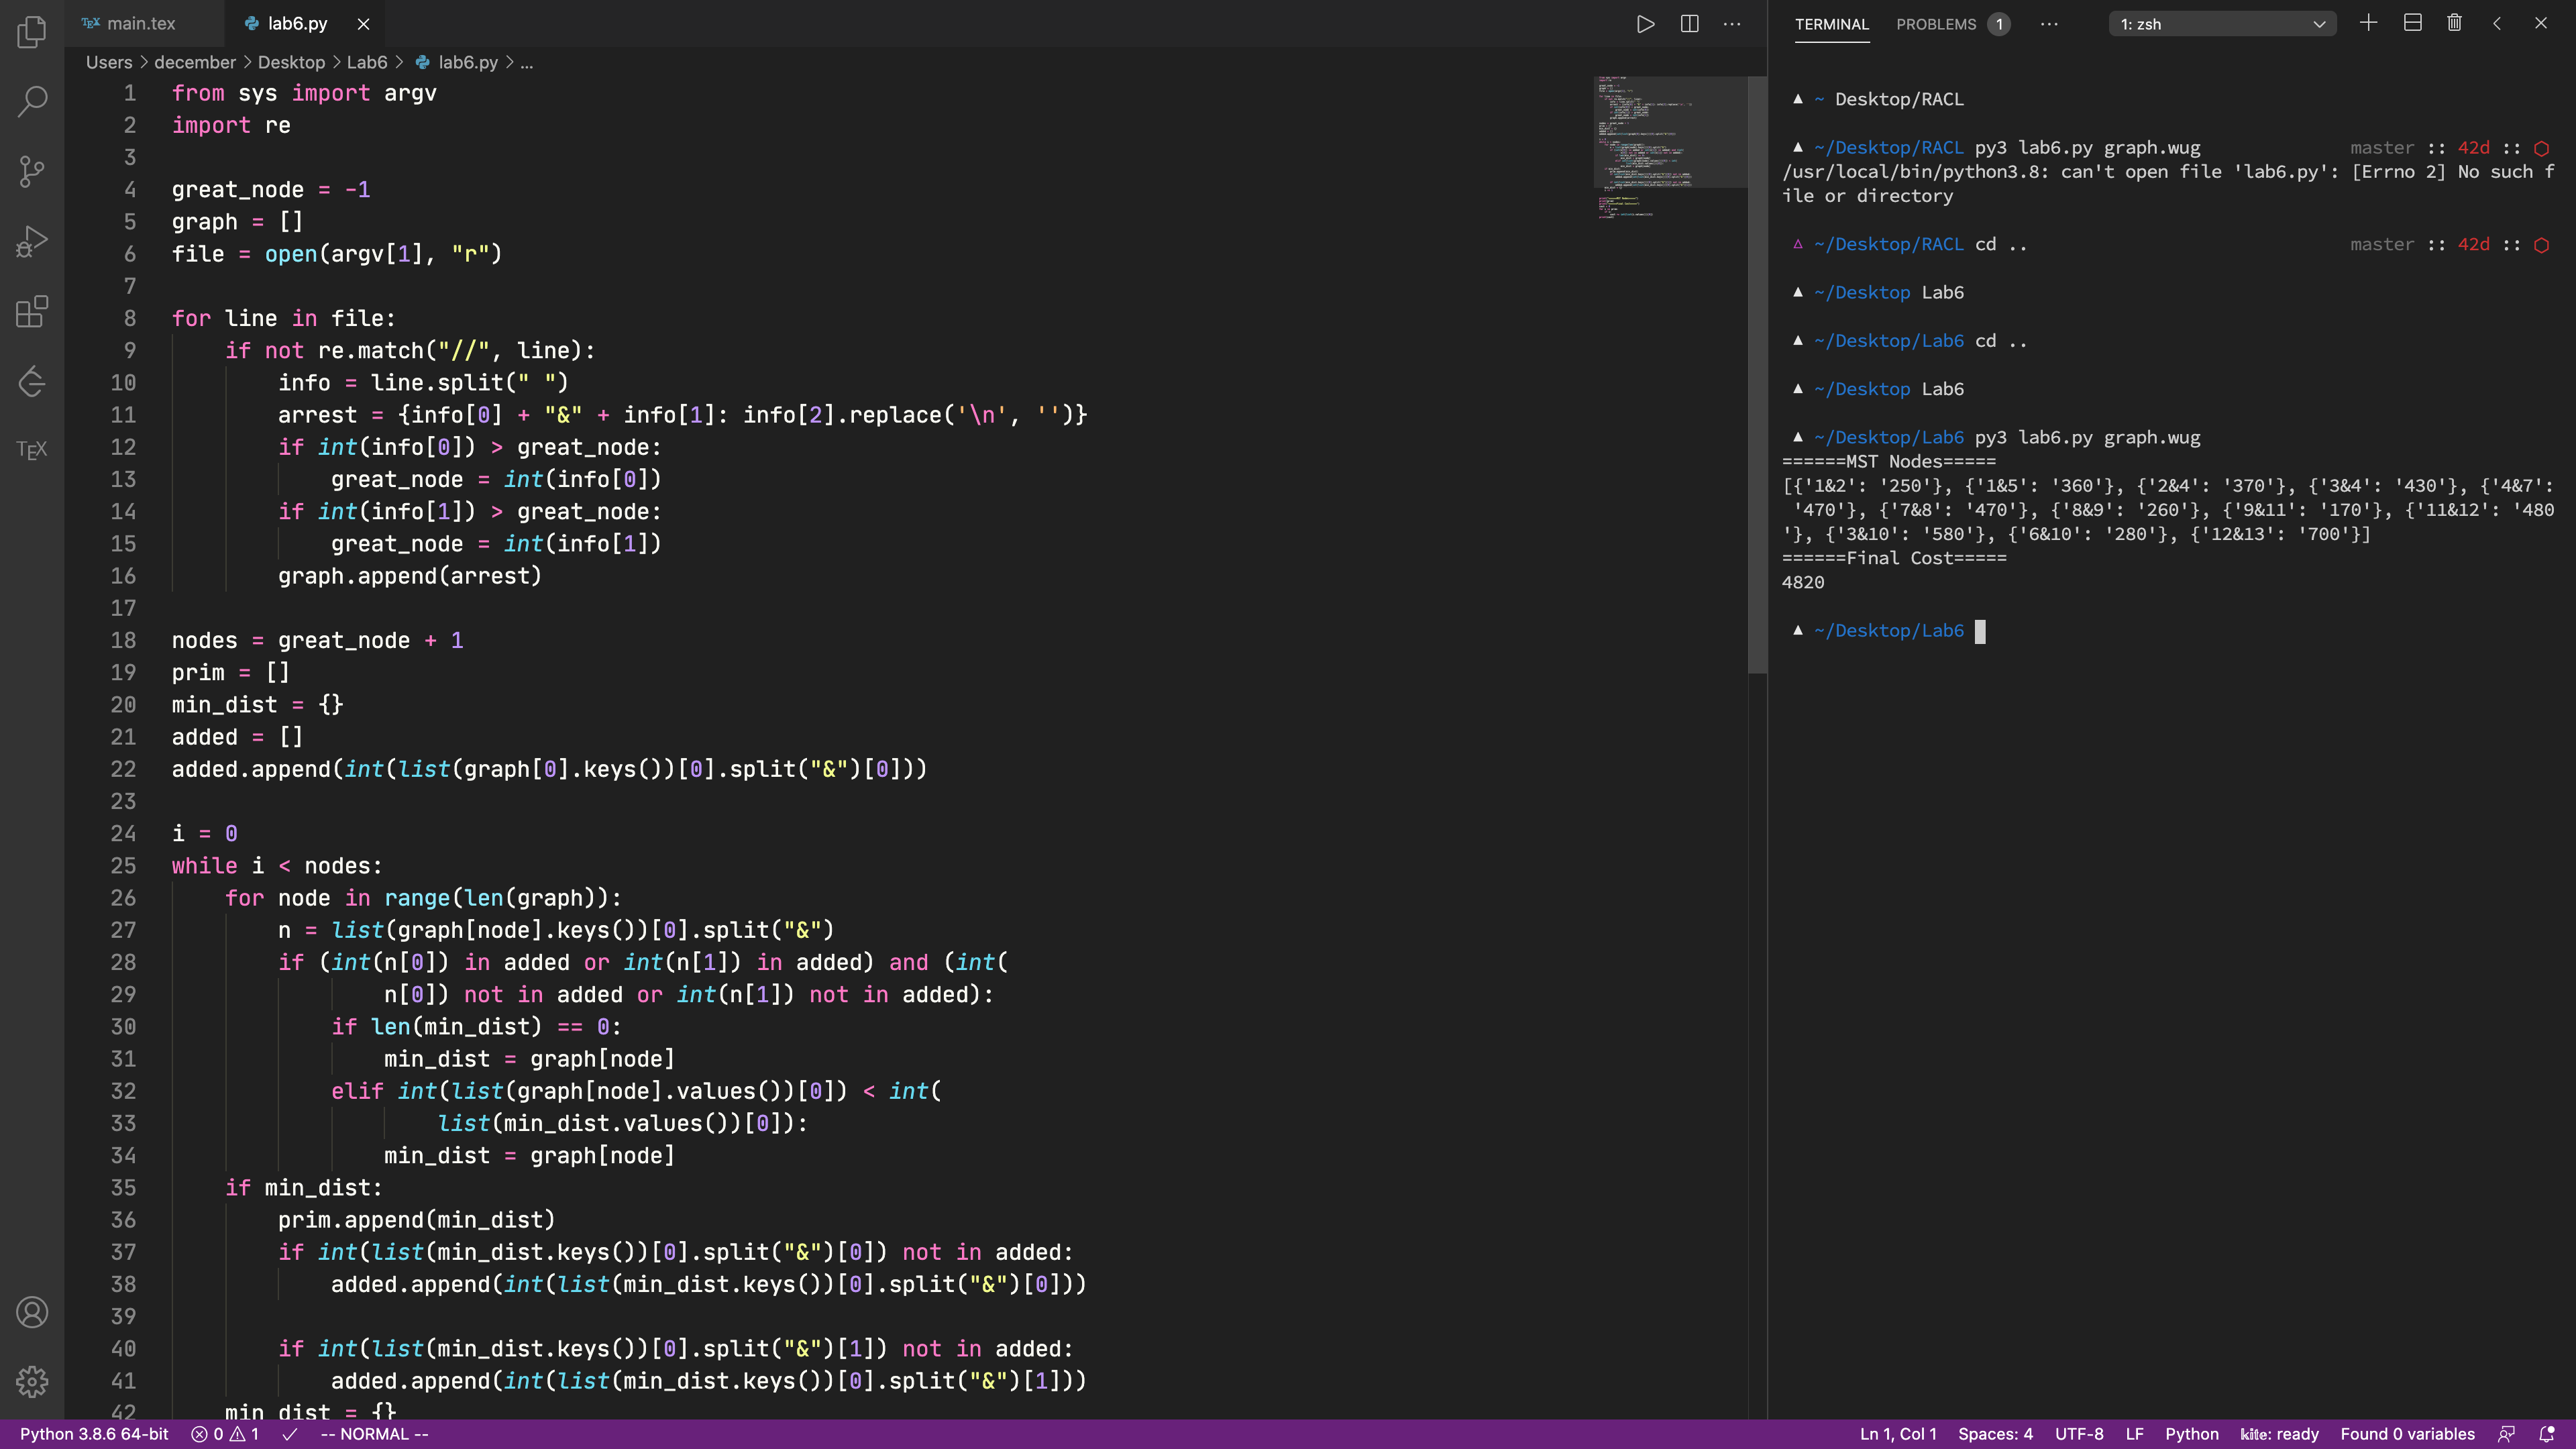 main.tex
lab6.py
Users > december > Desktop > Lab6 > lab6.py > ...
1 from sys import argv
2 import re
3
4 great_node = -1
5 graph = []
6 file = open(argv[1], "r")
7
8 for line in file:
9 if not re.match("//", line):
10 info = line.split(" ")
11 arrest = {info[0] + "&" + info[1]: info[2].replace('\n', '')}
12 if int(info[0]) > great_node:
13 great_node = int(info[0])
14 if int(info[1]) > great_node:
15 great_node = int(info[1])
16 graph.append(arrest)
17
18 nodes = great_node + 1
19 prim = []
20 min_dist = {}
21 added = []
22 added.append(int(list(graph[0].keys())[0].split("&")[0]))
23
24 i = 0
25 while i < nodes:
26 for node in range(len(graph)):
27 n = list(graph[node].keys())[0].split("&")
28 if (int(n[0]) in added or int(n[1]) in added) and (int(
29 n[0]) not in added or int(n[1]) not in added):
30 if len(min_dist) == 0:
31 min_dist = graph[node]
32 elif int(list(graph[node].values())[0]) < int(
33 list(min_dist.values())[0]):
34 min_dist = graph[node]
35 if min_dist:
36 prim.append(min_dist)
37 if int(list(min_dist.keys())[0].split("&")[0]) not in added:
38 added.append(int(list(min_dist.keys())[0].split("&")[0]))
39
40 if int(list(min_dist.keys())[0].split("&")[1]) not in added:
41 added.append(int(list(min_dist.keys())[0].split("&")[1]))
42 min_dist = {}
TEX
TERMINAL PROBLEMS 1 ... 1: zsh
▲ ~ Desktop/RACL
▲ ~/Desktop/RACL py3 lab6.py graph.wug master :: 42d ::
/usr/local/bin/python3.8: can't open file 'lab6.py': [Errno 2] No such f
ile or directory
△ ~/Desktop/RACL cd .. master :: 42d ::
▲ ~/Desktop Lab6
▲ ~/Desktop/Lab6 cd ..
▲ ~/Desktop Lab6
▲ ~/Desktop/Lab6 py3 lab6.py graph.wug
======MST Nodes=====
[{'1&2': '250'}, {'1&5': '360'}, {'2&4': '370'}, {'3&4': '430'}, {'4&7':
'470'}, {'7&8': '470'}, {'8&9': '260'}, {'9&11': '170'}, {'11&12': '480
'}, {'3&10': '580'}, {'6&10': '280'}, {'12&13': '700'}]
======Final Cost=====
4820
▲ ~/Desktop/Lab6
Python 3.8.6 64-bit 0 1 -- NORMAL -- Ln 1, Col 1 Spaces: 4 UTF-8 LF Python kite: ready Found 0 variables